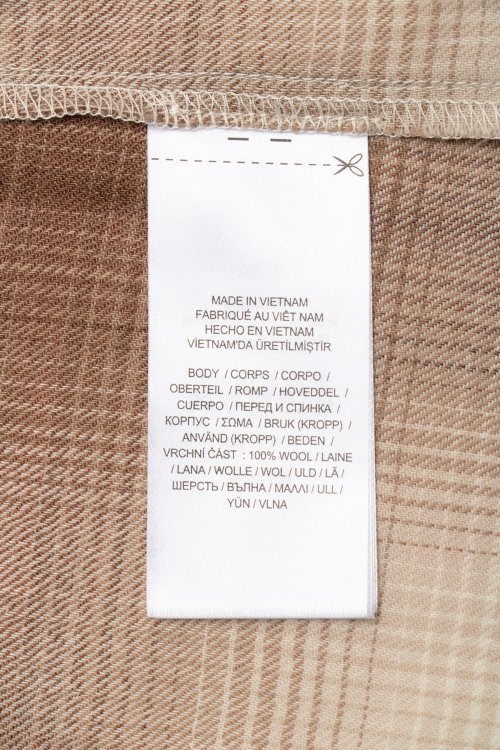 MADE IN VIETNAM
FABRIQUÉ AU VIÊT NAM
HECHO EN VIETNAM
VİETNAM'DA ÜRETİLMİŞTİR
BODY / CORPS / CORPO /
OBERTEIL / ROMP / HOVEDDEL /
CUERPO / ПЕРЕД И СПИНКА /
КОРПУС / ΣΩΜΑ / BRUK (KROPP) /
ANVÄND (KROPP) / BEDEN /
VRCHNÍ ČÁST : 100% WOOL / LAINE
/ LANA / WOLLE / WOL / ULD / LÃ /
ШЕРСТЬ / ВЪЛНА / ΜΑΛΛΙ / ULL /
YÜN / VLNA